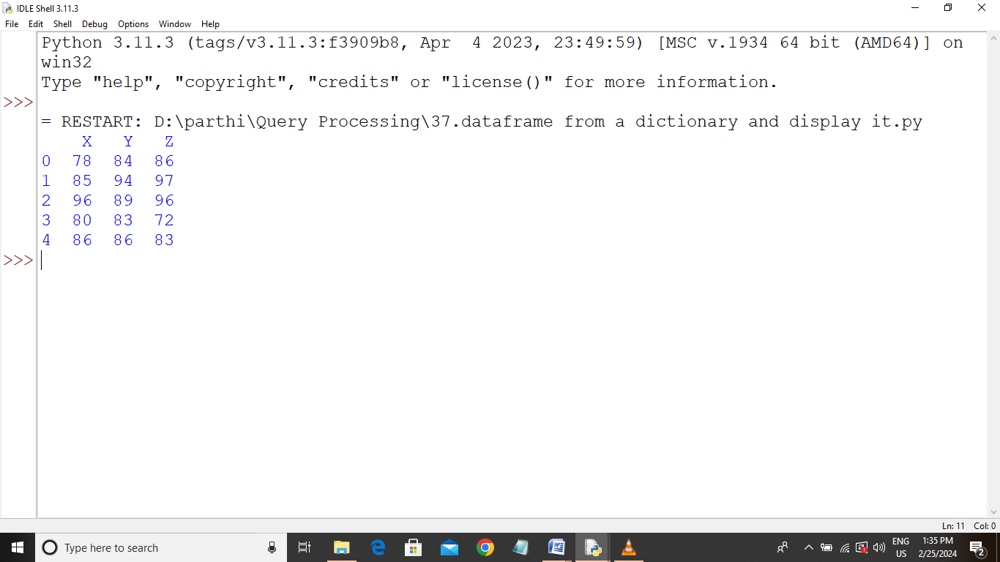 IDLE Shell 3.11.3
File Edit Shell Debug Options Window Help
Python 3.11.3 (tags/v3.11.3:f3909b8, Apr  4 2023, 23:49:59) [MSC v.1934 64 bit (AMD64)] on
win32
Type "help", "copyright", "credits" or "license()" for more information.
>>>
= RESTART: D:\parthi\Query Processing\37.dataframe from a dictionary and display it.py
    X   Y   Z
0  78  84  86
1  85  94  97
2  96  89  96
3  80  83  72
4  86  86  83
>>>
Ln: 11 Col: 0
Type here to search
ENG
US
1:35 PM
2/25/2024
2